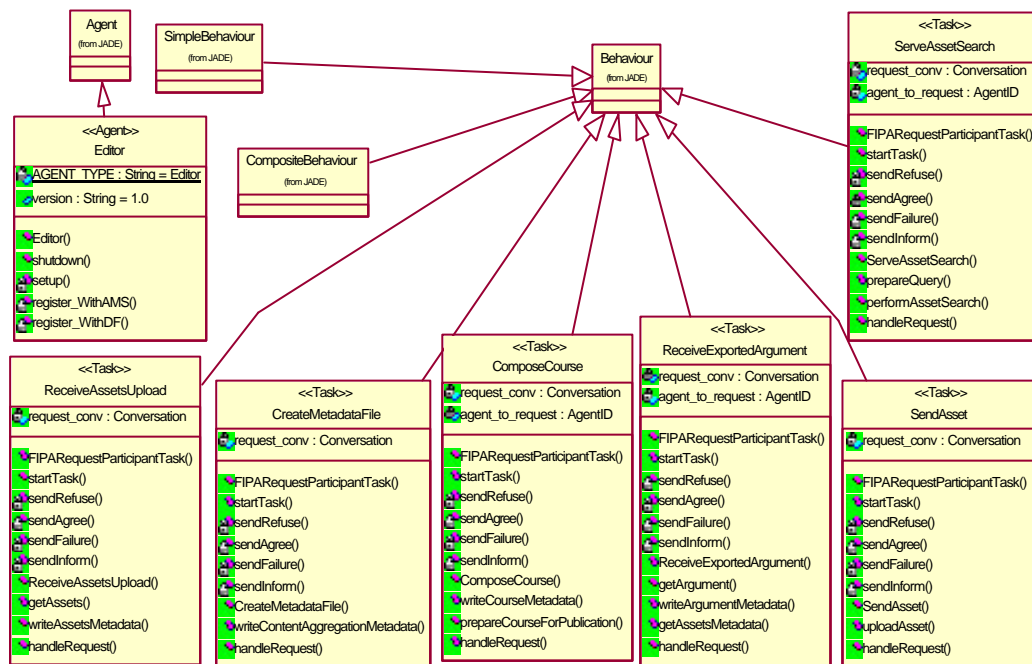 Agent
(from JADE)
SimpleBehaviour
(from JADE)
Behaviour
(from JADE)
<<Task>>
ServeAssetSearch
request_conv : Conversation
agent_to_request : AgentID
FIPARequestParticipantTask()
startTask()
sendRefuse()
sendAgree()
sendFailure()
sendInform()
ServeAssetSearch()
prepareQuery()
performAssetSearch()
handleRequest()
<<Agent>>
Editor
AGENT_TYPE : String = Editor
version : String = 1.0
Editor()
shutdown()
setup()
register_WithAMS()
register_WithDF()
CompositeBehaviour
(from JADE)
<<Task>>
ReceiveAssetsUpload
request_conv : Conversation
FIPARequestParticipantTask()
startTask()
sendRefuse()
sendAgree()
sendFailure()
sendInform()
ReceiveAssetsUpload()
getAssets()
writeAssetsMetadata()
handleRequest()
<<Task>>
CreateMetadataFile
request_conv : Conversation
FIPARequestParticipantTask()
startTask()
sendRefuse()
sendAgree()
sendFailure()
sendInform()
CreateMetadataFile()
writeContentAggregationMetadata()
handleRequest()
<<Task>>
ComposeCourse
request_conv : Conversation
agent_to_request : AgentID
FIPARequestParticipantTask()
startTask()
sendRefuse()
sendAgree()
sendFailure()
sendInform()
ComposeCourse()
writeCourseMetadata()
prepareCourseForPublication()
handleRequest()
<<Task>>
ReceiveExportedArgument
request_conv : Conversation
agent_to_request : AgentID
FIPARequestParticipantTask()
startTask()
sendRefuse()
sendAgree()
sendFailure()
sendInform()
ReceiveExportedArgument()
getArgument()
writeArgumentMetadata()
getAssetsMetadata()
handleRequest()
<<Task>>
SendAsset
request_conv : Conversation
FIPARequestParticipantTask()
startTask()
sendRefuse()
sendAgree()
sendFailure()
sendInform()
SendAsset()
uploadAsset()
handleRequest()